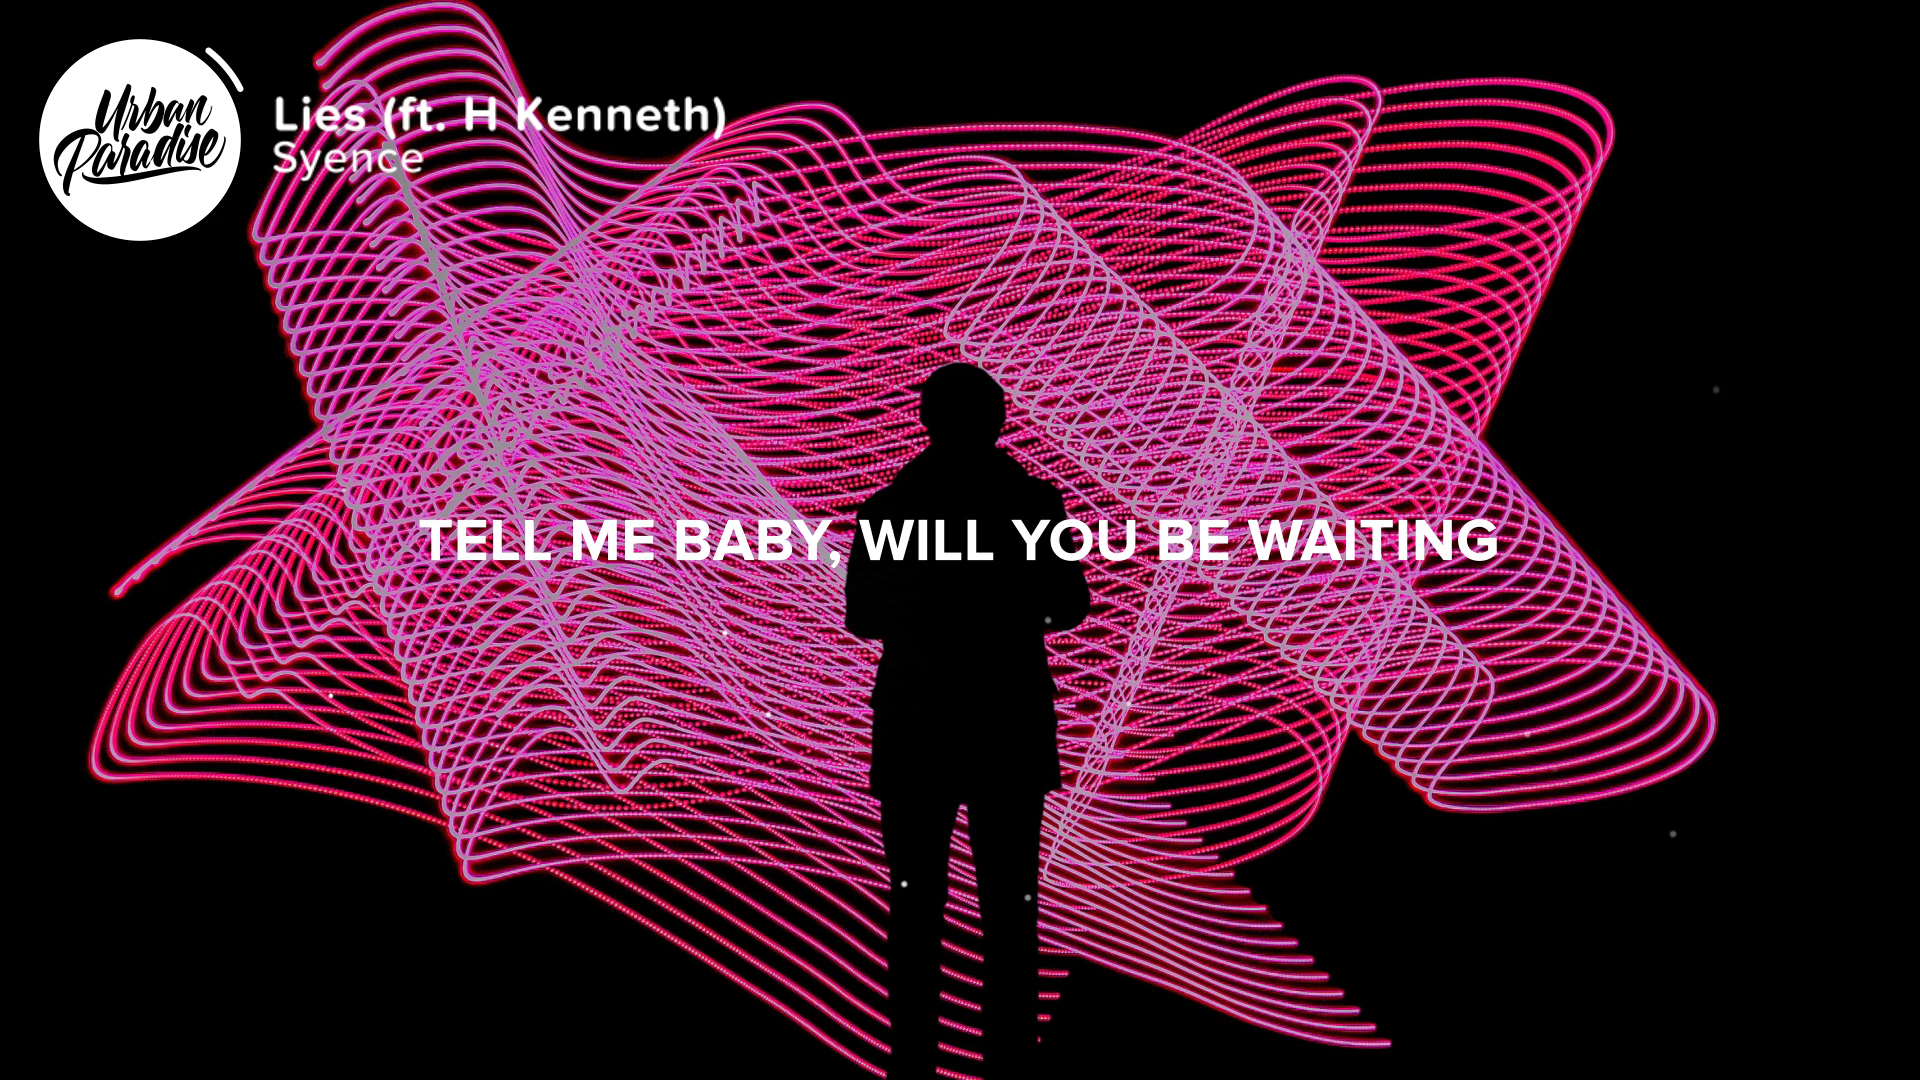 Urban
Paradise
Lies (ft. H Kenneth)
Syence
TELL ME BABY, WILL YOU BE WAITING